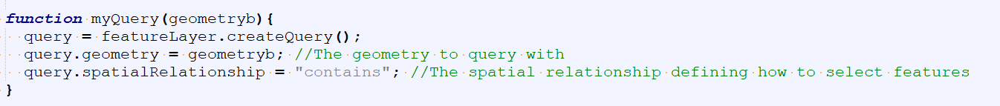 function myQuery(geometryb){
query = featureLayer.createQuery();
query.geometry = geometryb; //The geometry to query with
query.spatialRelationship = "contains"; //The spatial relationship defining how to select features
}